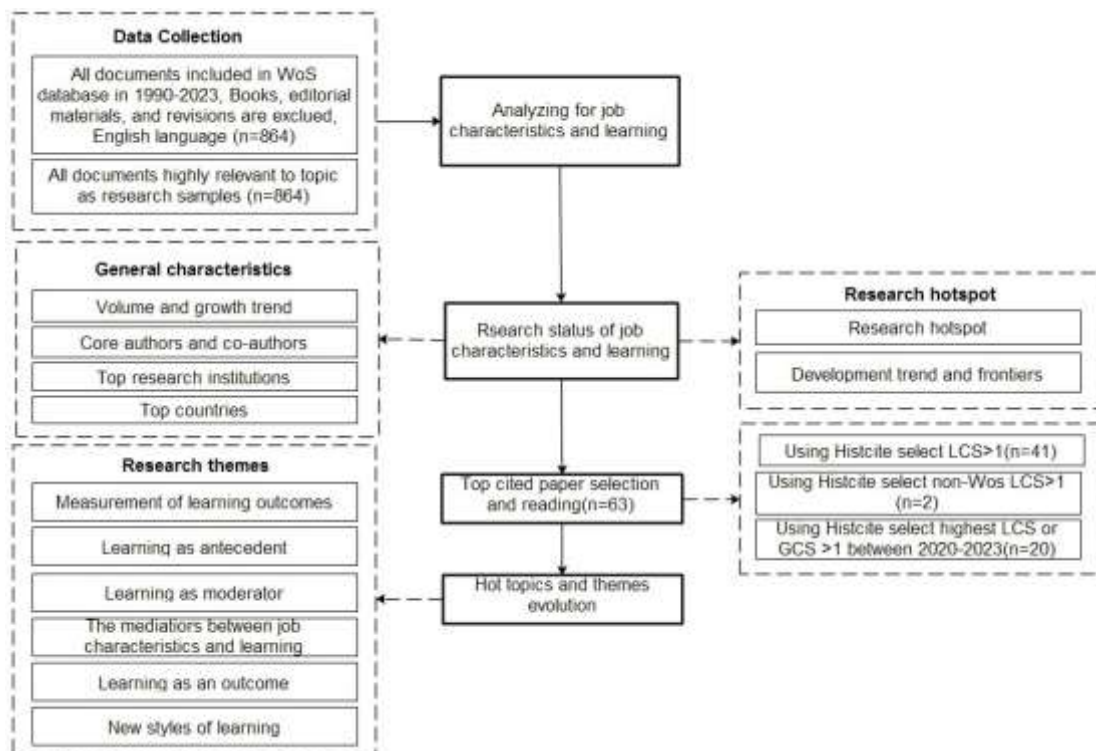 Data Collection
All documents included in WoS
database in 1990-2023, Books, editorial
materials, and revisions are exclued,
English language (n=864)
All documents highly relevant to topic
as research samples (n=864)
Analyzing for job
characteristics and learning
General characteristics
Volume and growth trend
Core authors and co-authors
Top research institutions
Top countries
Rsearch status of job
characteristics and learning
Research hotspot
Research hotspot
Development trend and frontiers
Research themes
Measurement of learning outcomes
Learning as antecedent
Learning as moderator
The mediatiors between job
characteristics and learning
Learning as an outcome
New styles of learning
Top cited paper selection
and reading(n=63)
Hot topics and themes
evolution
Using Histcite select LCS>1(n=41)
Using Histcite select non-Wos LCS>1
(n=2)
Using Histcite select highest LCS or
GCS >1 between 2020-2023(n=20)